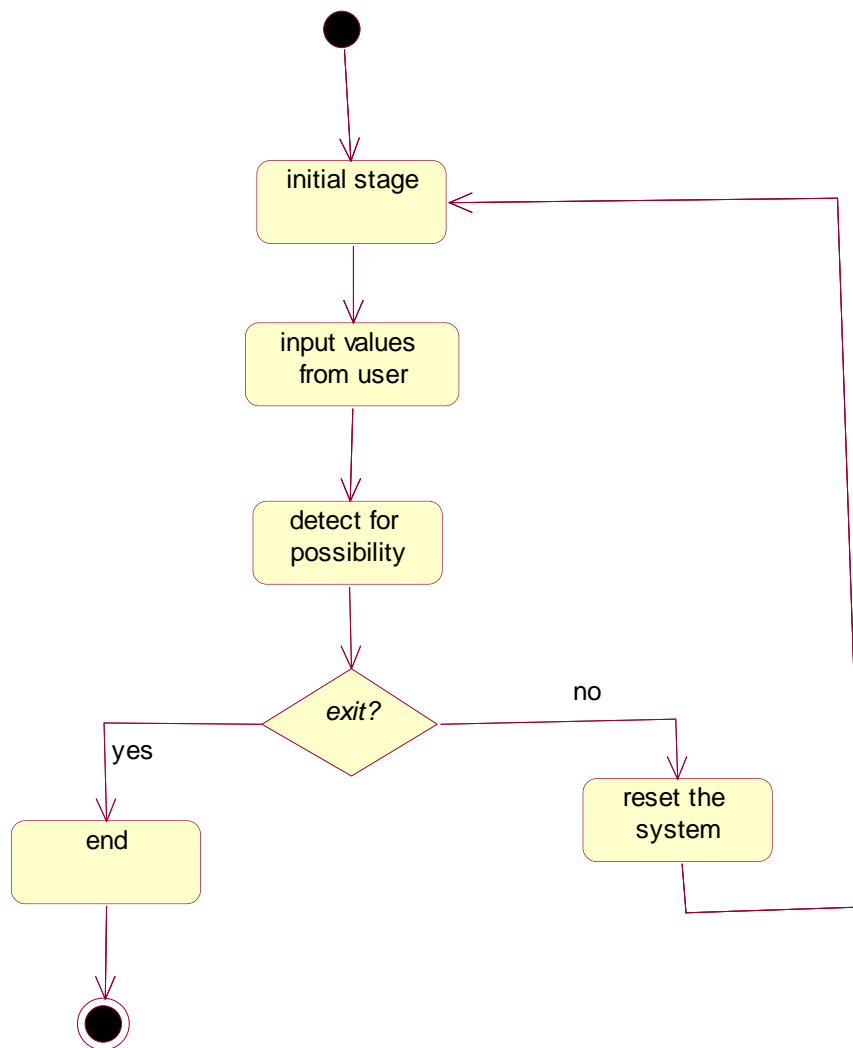 initial stage
input values
from user
detect for
possibility
exit?
no
yes
reset the
system
end